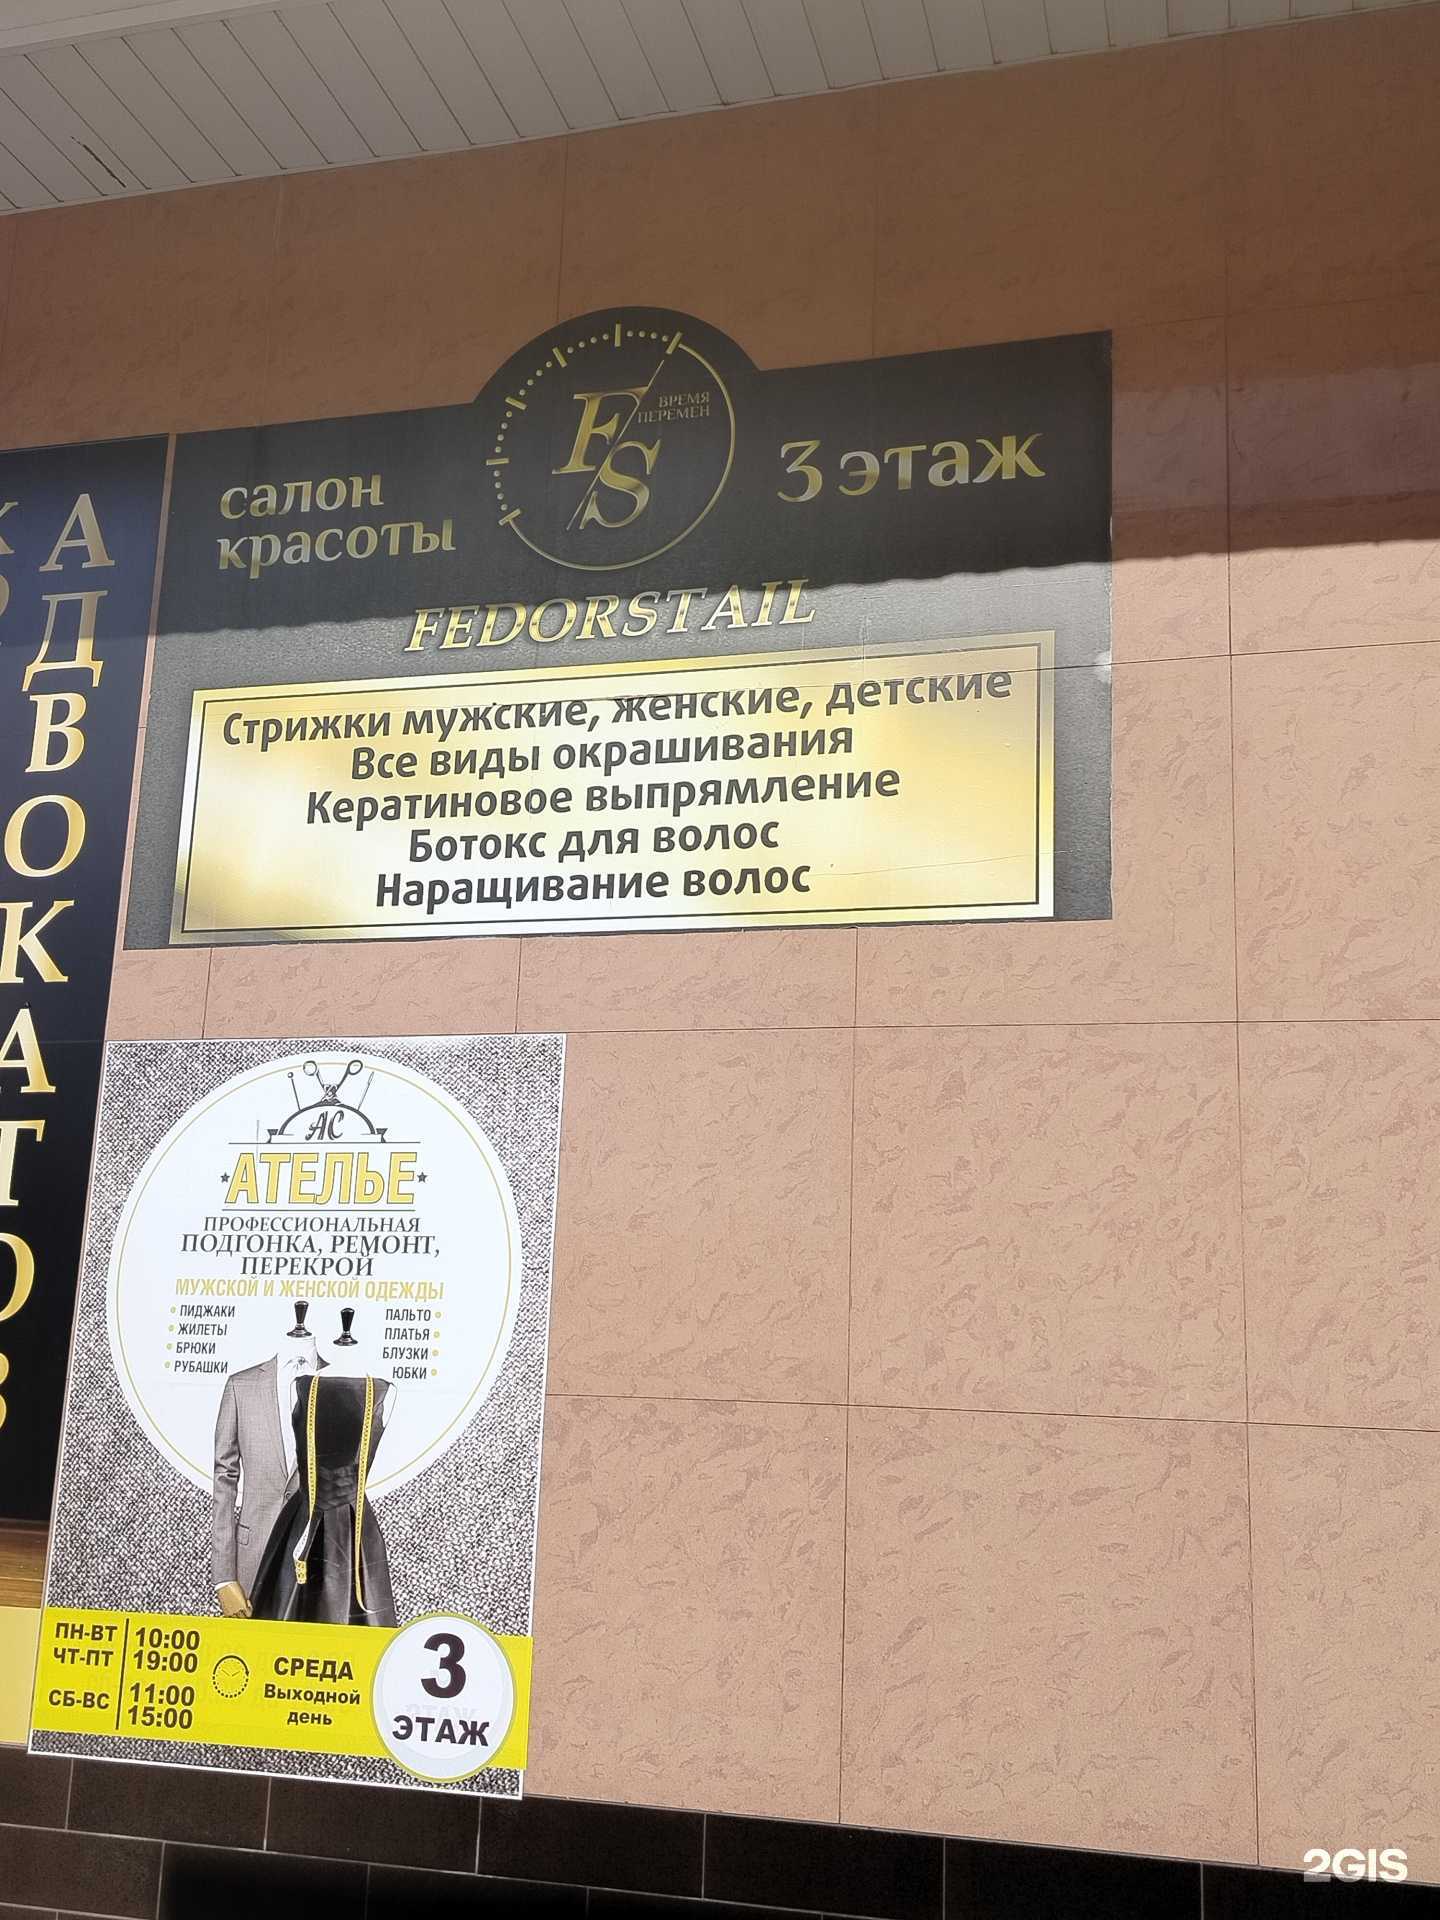 АДВОКАТОВ
ВРЕМЯ
ПЕРЕМЕН
FS
салон
красоты
3 этаж
FEDORSTAIL
Стрижки мужские, женские, детские
Все виды окрашивания
Кератиновое выпрямление
Ботокс для волос
Наращивание волос
АС
АТЕЛЬЕ
ПРОФЕССИОНАЛЬНАЯ
ПОДГОНКА, РЕМОНТ,
ПЕРЕКРОЙ
МУЖСКОЙ И ЖЕНСКОЙ ОДЕЖДЫ
• ПИДЖАКИ
• ЖИЛЕТЫ
• БРЮКИ
• РУБАШКИ
ПАЛЬТО •
ПЛАТЬЯ •
БЛУЗКИ •
ЮБКИ •
ПН-ВТ
ЧТ-ПТ
10:00
19:00
СБ-ВС
11:00
15:00
СРЕДА
Выходной
день
3
ЭТАЖ
2GIS